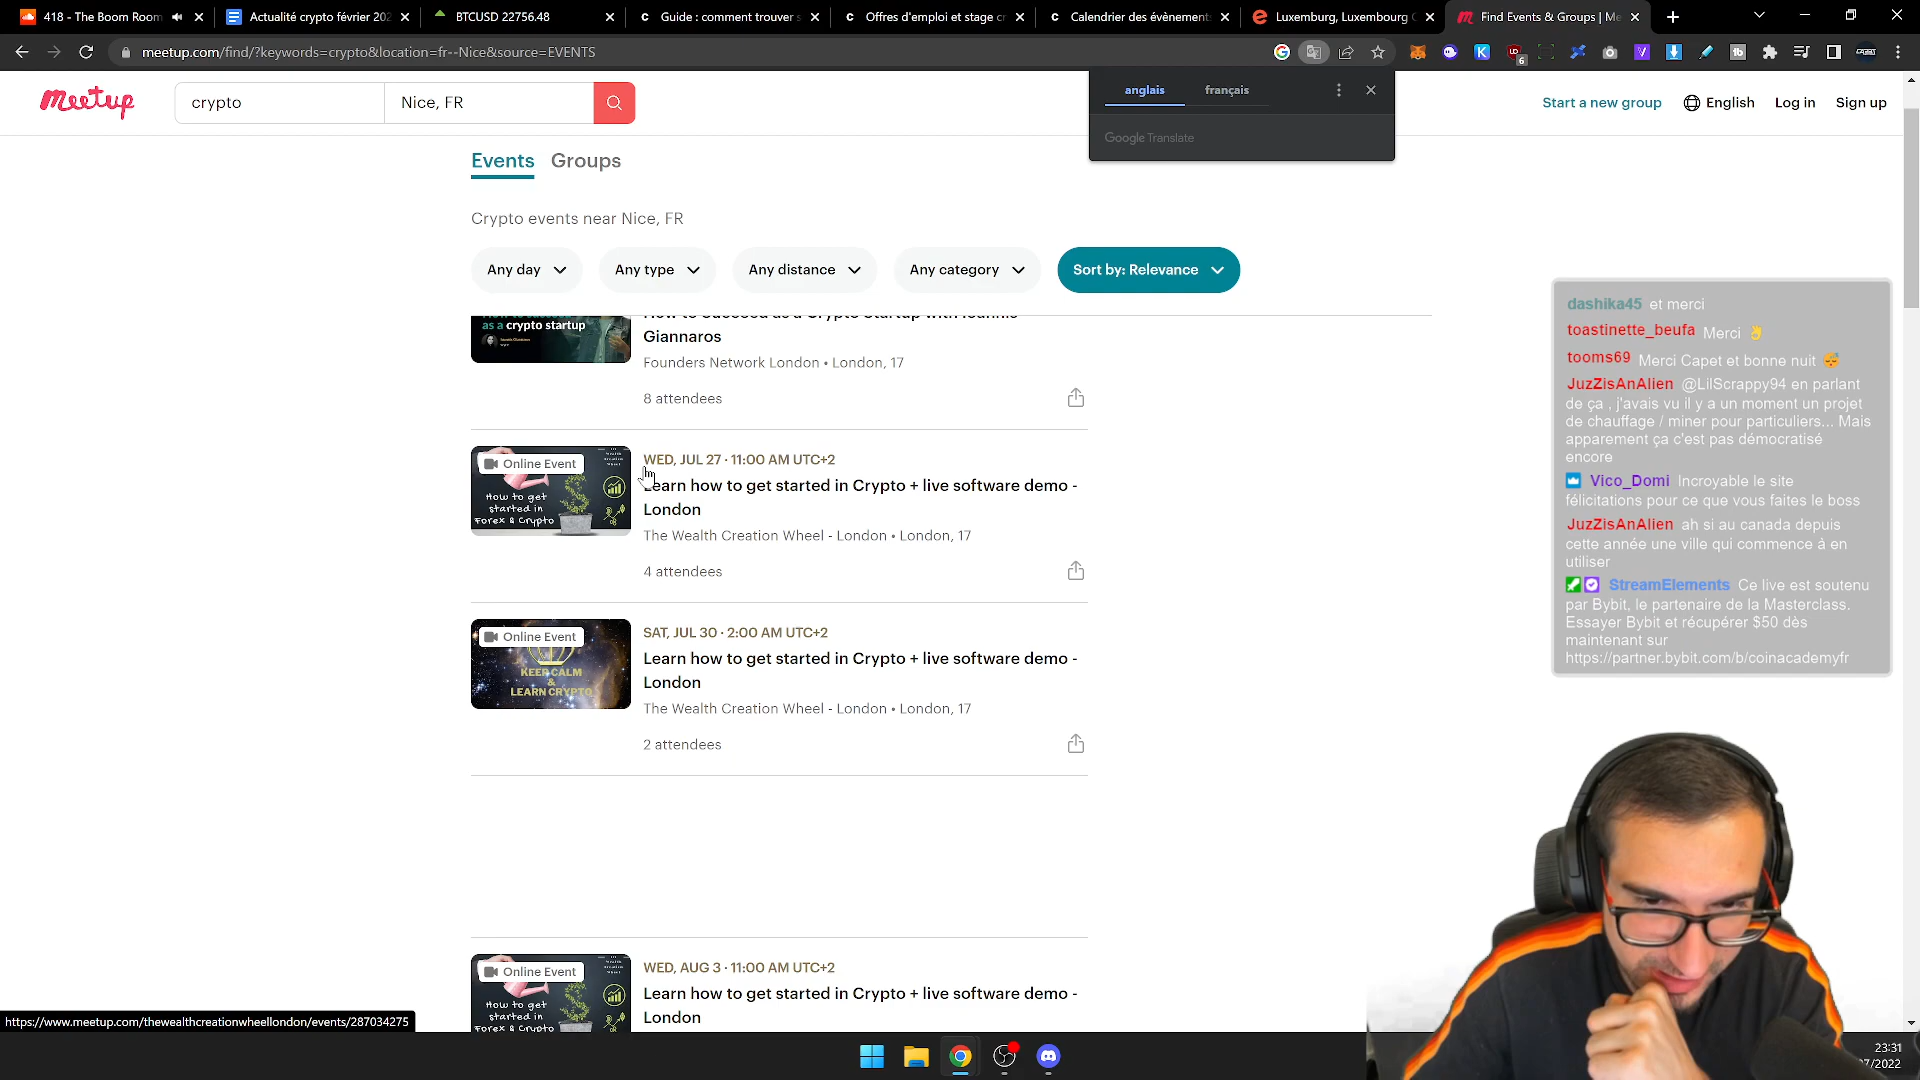 418 - The Boom Room
Actualité crypto février 202
BTCUSD 22756.48
Guide : comment trouver s
Offres d'emploi et stage cr
Calendrier des évènements
Luxemburg, Luxembourg
Find Events & Groups | Me
meetup.com/find/?keywords=crypto&location=fr--Nice&source=EVENTS
Meetup
crypto
Nice, FR
anglais
français
Google Translate
Start a new group
English
Log in
Sign up
Events
Groups
Crypto events near Nice, FR
Any day
Any type
Any distance
Any category
Sort by: Relevance
as a crypto startup
How to Succeed as a Crypto Startup with Ioannis
Giannaros
Founders Network London • London, 17
8 attendees
Online Event
How to get
started in
Forex & Crypto
WED, JUL 27 · 11:00 AM UTC+2
Learn how to get started in Crypto + live software demo -
London
The Wealth Creation Wheel - London • London, 17
4 attendees
Online Event
KEEP CALM
&
LEARN CRYPTO
SAT, JUL 30 · 2:00 AM UTC+2
Learn how to get started in Crypto + live software demo -
London
The Wealth Creation Wheel - London • London, 17
2 attendees
Online Event
How to get
started in
Forex & Crypto
WED, AUG 3 · 11:00 AM UTC+2
Learn how to get started in Crypto + live software demo -
London
dashika45 et merci
toastinette_beufa Merci 👌
tooms69 Merci Capet et bonne nuit 😴
JuzZisAnAlien @LilScrappy94 en parlant
de ça , j'avais vu il y a un moment un projet
de chauffage / miner pour particuliers... Mais
apparement ça c'est pas démocratisé
encore
Vico_Domi Incroyable le site
félicitations pour ce que vous faites le boss
JuzZisAnAlien ah si au canada depuis
cette année une ville qui commence à en
utiliser
StreamElements Ce live est soutenu
par Bybit, le partenaire de la Masterclass.
Essayer Bybit et récupérer $50 dès
maintenant sur
https://partner.bybit.com/b/coinacademyfr
https://www.meetup.com/thewealthcreationwheellondon/events/287034275
23:31
7/2022